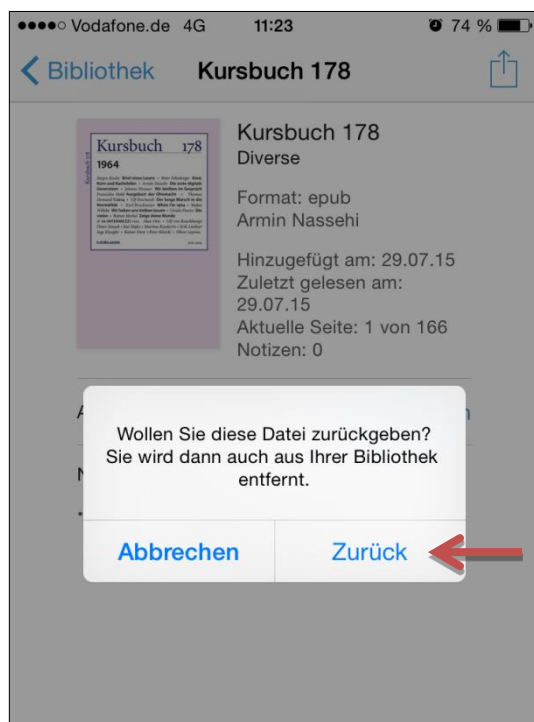 Vodafone.de 4G 11:23 74 %
Bibliothek Kursbuch 178
Kursbuch 178
1964
Kursbuch 178
Diverse
Format: epub
Armin Nassehi
Hinzugefügt am: 29.07.15
Zuletzt gelesen am:
29.07.15
Aktuelle Seite: 1 von 166
Notizen: 0
Wollen Sie diese Datei zurückgeben?
Sie wird dann auch aus Ihrer Bibliothek
entfernt.
Abbrechen Zurück